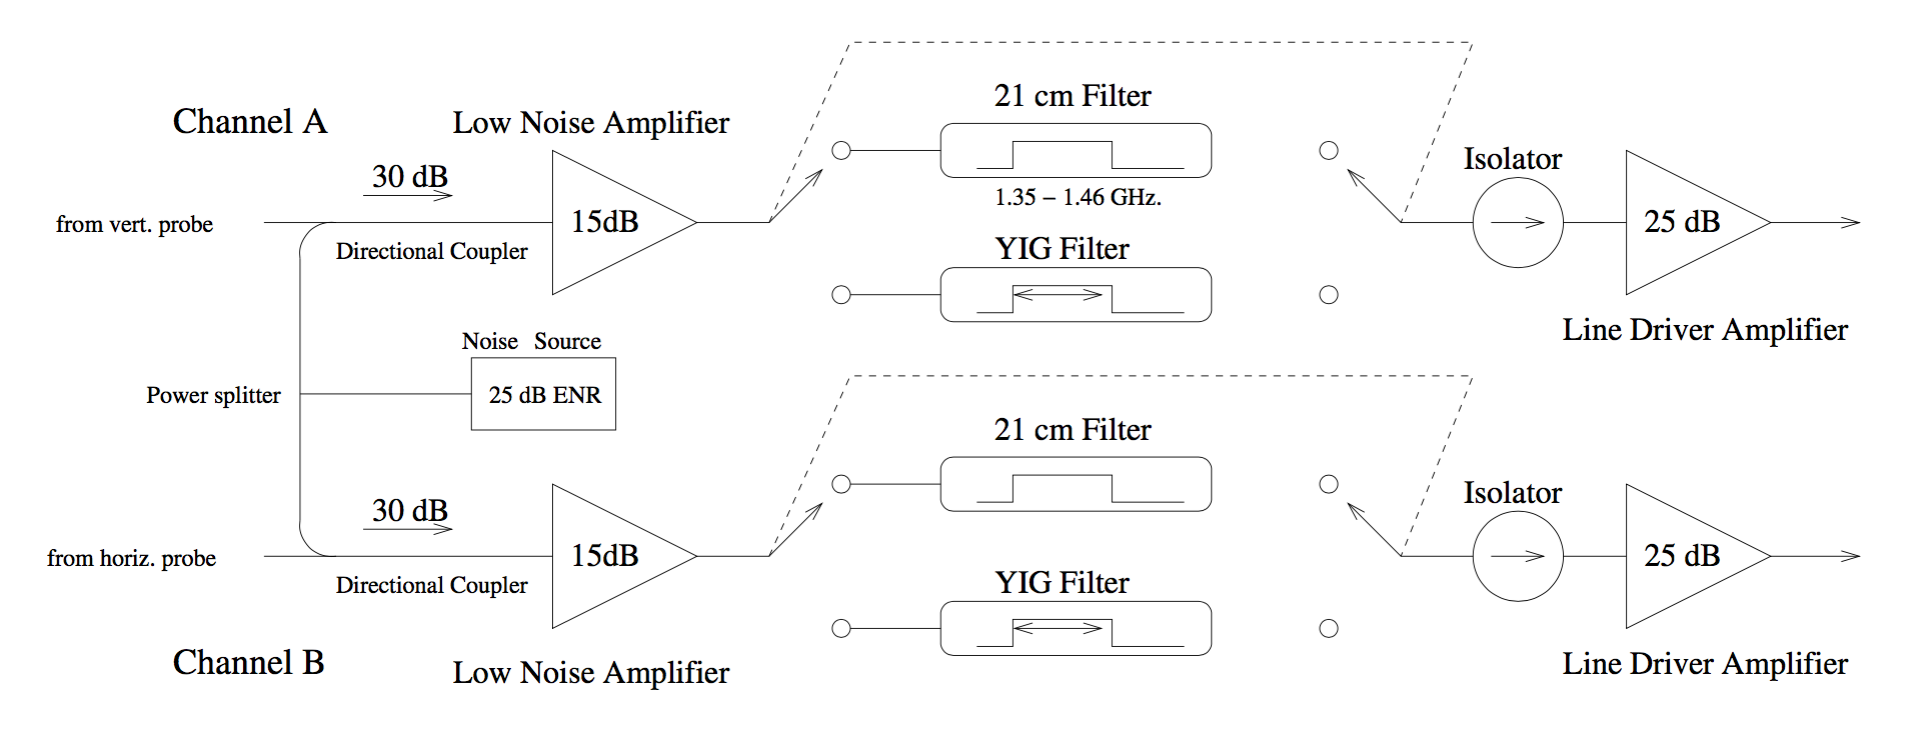 Channel A
Low Noise Amplifier
21 cm Filter
30 dB
Isolator
from vert. probe
15dB
1.35 – 1.46 GHz.
25 dB
Directional Coupler
YIG Filter
Line Driver Amplifier
Noise Source
Power splitter
25 dB ENR
21 cm Filter
30 dB
Isolator
from horiz. probe
15dB
25 dB
Directional Coupler
YIG Filter
Channel B
Low Noise Amplifier
Line Driver Amplifier